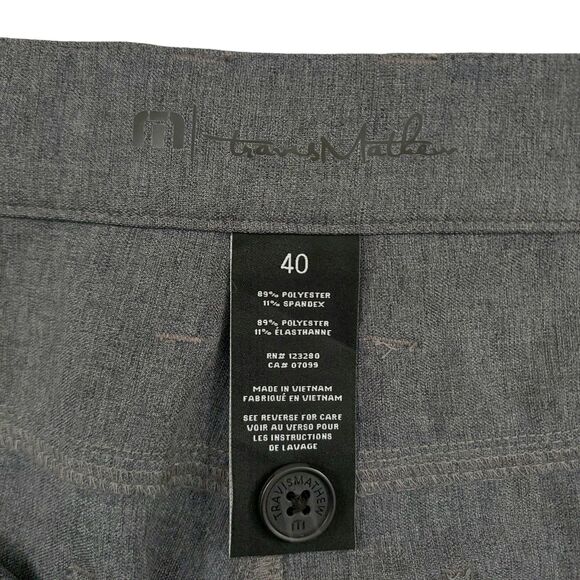 travisMathew
40
89% POLYESTER
11% SPANDEX
89% POLYESTER
11% ÉLASTHANNE
RN# 123280
CA# 07099
MADE IN VIETNAM
FABRIQUÉ EN VIETNAM
SEE REVERSE FOR CARE
VOIR AU VERSO POUR
LES INSTRUCTIONS
DE LAVAGE
TRAVISMATHEW